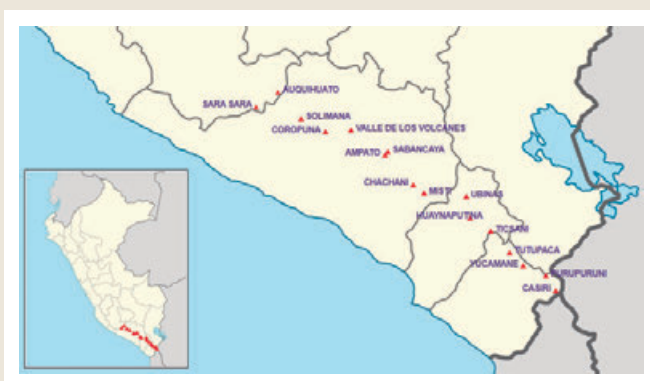 AUQUIHUATO
SARA SARA
SOLIMANA
COROPUNA
VALLE DE LOS VOLCANES
SABANCAYA
AMPATO
CHACHANI
MISTI
UBINAS
HUAYNAPUTINA
TICSANI
TUTUPACA
YUCAMANE
PURUPURUNI
CASIRI